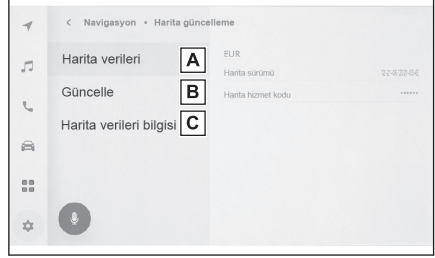 < Navigasyon • Harita güncelleme
Harita verileri A
Güncelle B
Harita verileri bilgisi C
EUR
Harita sürümü
Harita hizmet kodu ••••••